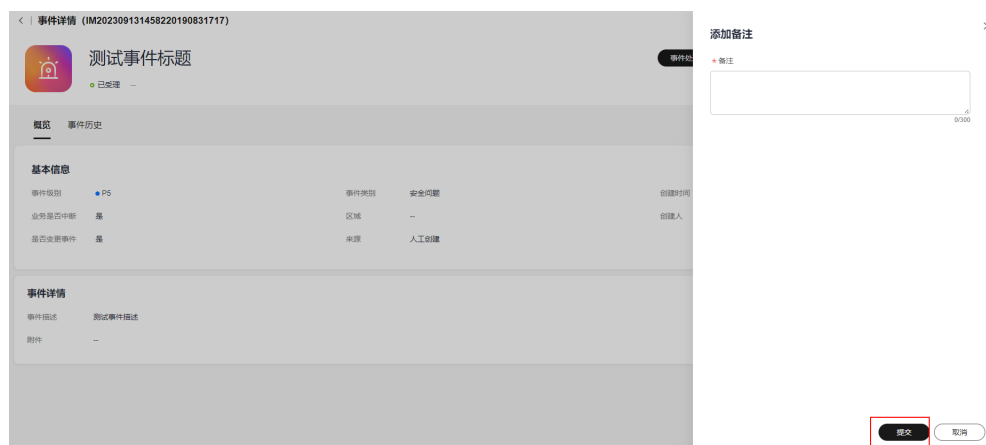 事件详情 (IM202309131458220190831717)
测试事件标题
已受理 --
事件处
概览 事件历史
基本信息
事件级别 P5 事件类别 安全问题 创建时间
业务是否中断 是 区域 -- 创建人
是否变更事件 是 来源 人工创建
事件详情
事件描述 测试事件描述
附件 --
添加备注
* 备注
0/300
提交 取消